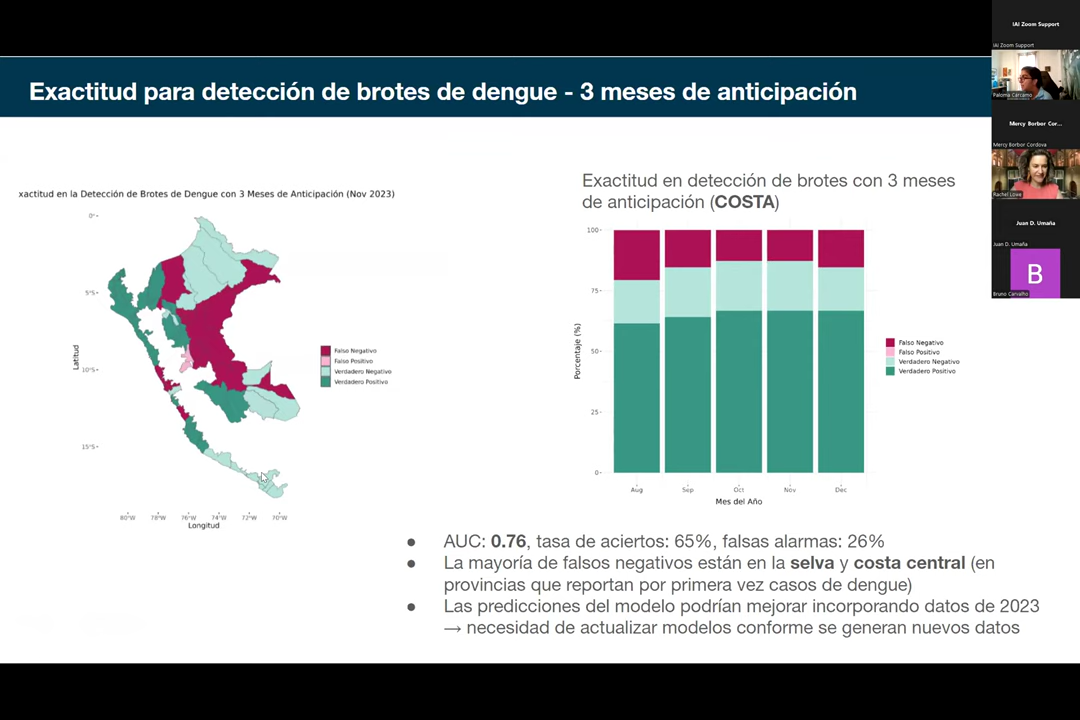 Exactitud para detección de brotes de dengue - 3 meses de anticipación
xactitud en la Detección de Brotes de Dengue con 3 Meses de Anticipación (Nov 2023)
0°
5°S
10°S
15°S
Latitud
80°W 78°W 76°W 74°W 72°W 70°W
Longitud
Falso Negativo
Falso Positivo
Verdadero Negativo
Verdadero Positivo
Exactitud en detección de brotes con 3 meses
de anticipación (COSTA)
100
75
50
25
0
Porcentaje (%)
Aug Sep Oct Nov Dec
Mes del Año
Falso Negativo
Falso Positivo
Verdadero Negativo
Verdadero Positivo
● AUC: 0.76, tasa de aciertos: 65%, falsas alarmas: 26%
● La mayoría de falsos negativos están en la selva y costa central (en
provincias que reportan por primera vez casos de dengue)
● Las predicciones del modelo podrían mejorar incorporando datos de 2023
→ necesidad de actualizar modelos conforme se generan nuevos datos
IAI Zoom Support
IAI Zoom Support
Paloma Cárcamo
Mercy Borbor Cor...
Mercy Borbor Cordova
Rachel Lowe
Juan D. Umaña
Juan D. Umaña
B
Bruno Carvalho